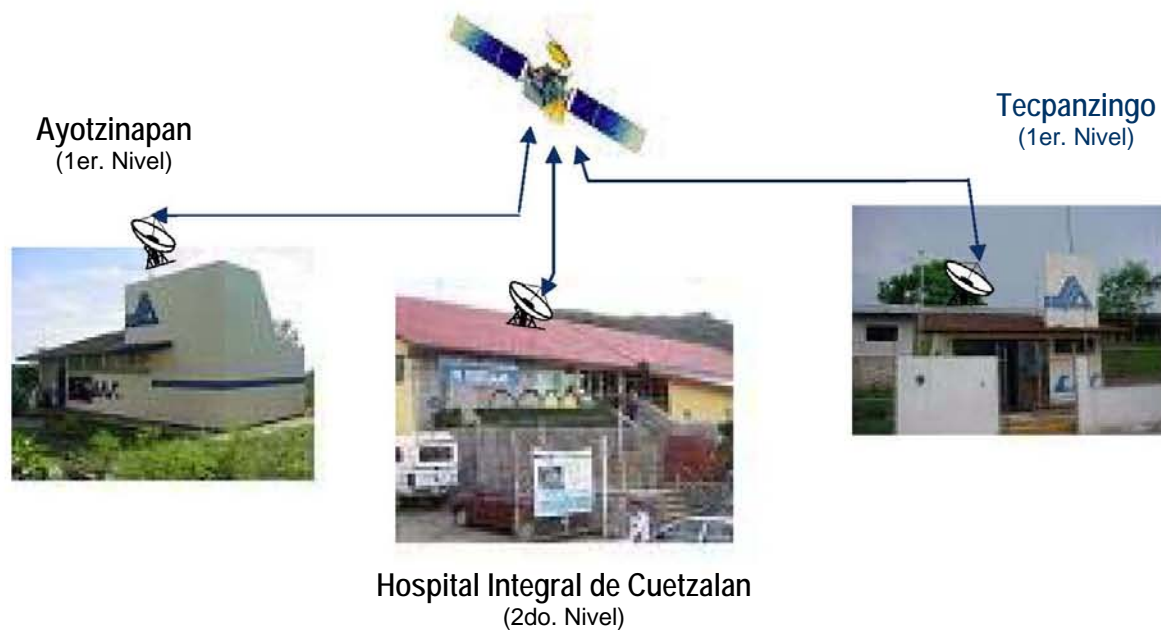 Ayotzinapan
(1er. Nivel)
Tecpanzingo
(1er. Nivel)
Hospital Integral de Cuetzalan
(2do. Nivel)